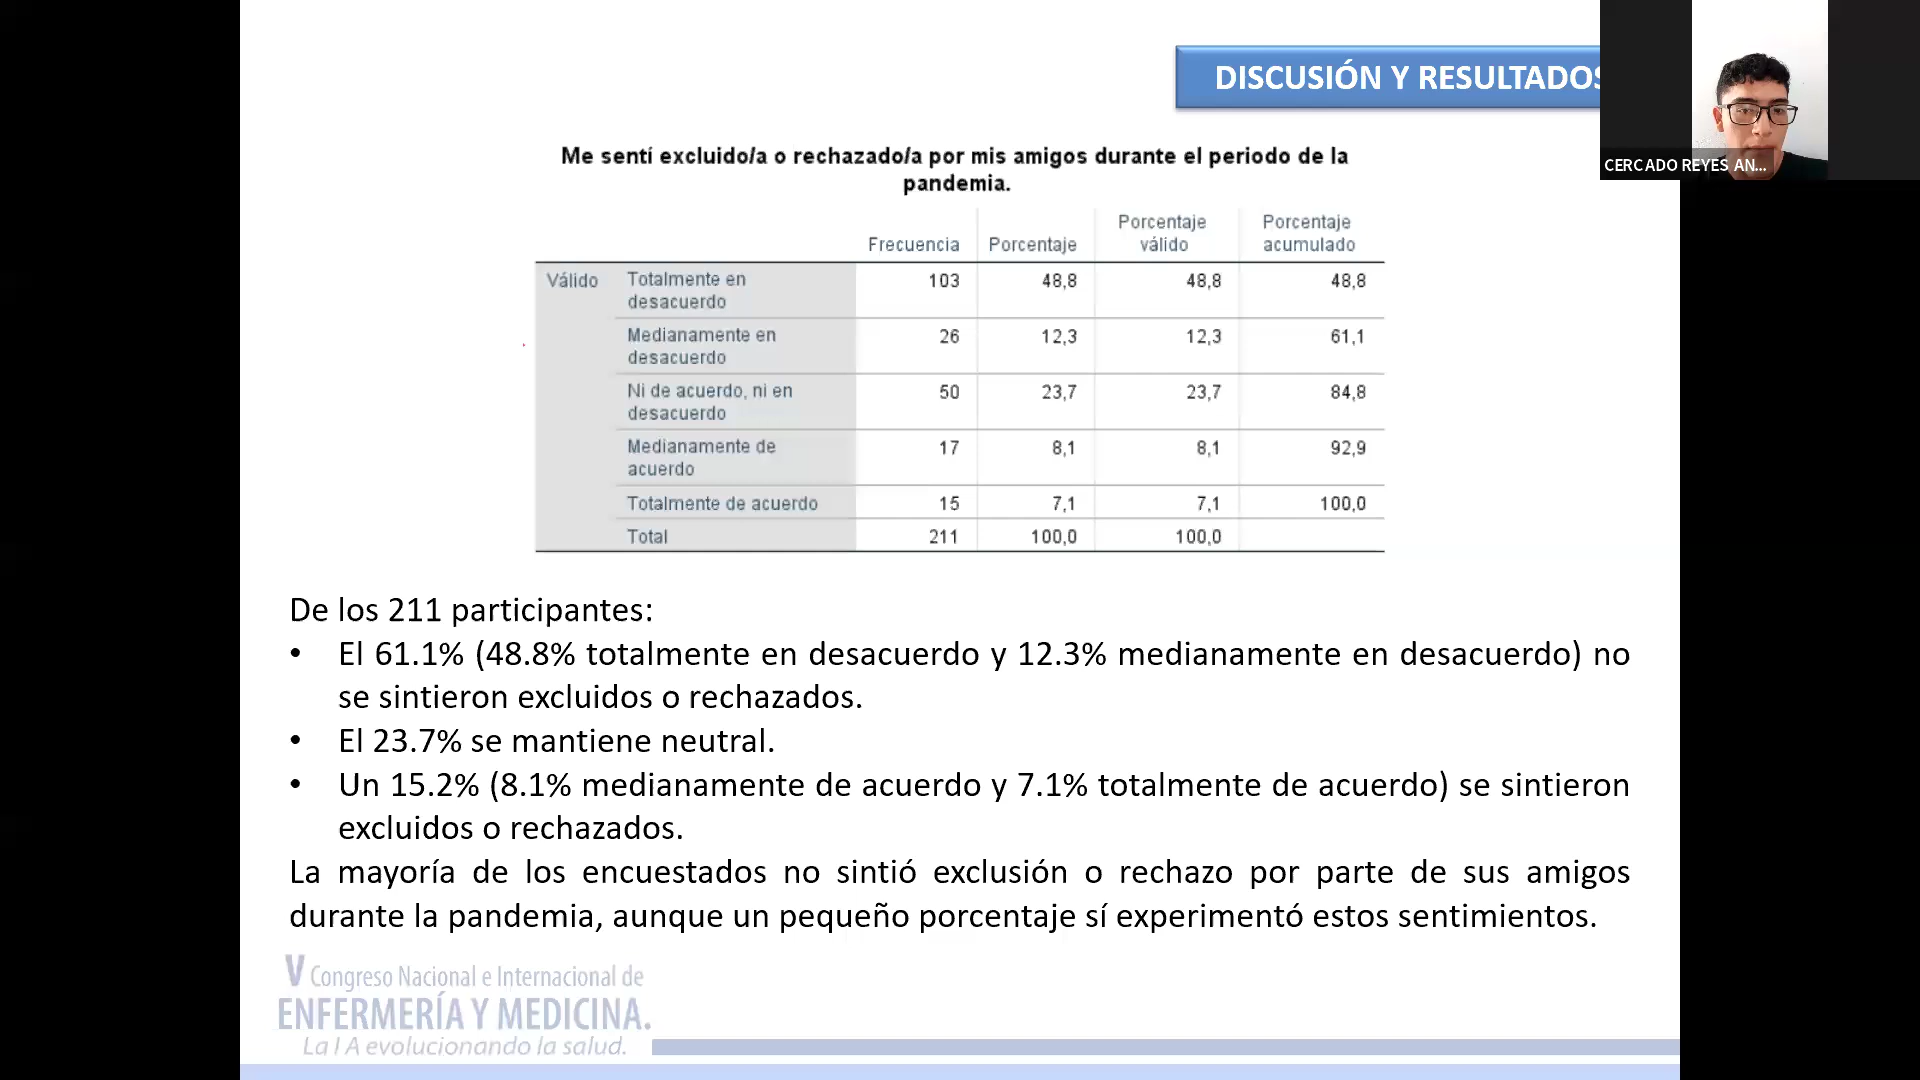 DISCUSIÓN Y RESULTADOS
CERCADO REYES AN...
Me sentí excluido/a o rechazado/a por mis amigos durante el periodo de la
pandemia.
Frecuencia Porcentaje Porcentaje válido Porcentaje acumulado
Válido Totalmente en desacuerdo 103 48,8 48,8 48,8
Medianamente en desacuerdo 26 12,3 12,3 61,1
Ni de acuerdo, ni en desacuerdo 50 23,7 23,7 84,8
Medianamente de acuerdo 17 8,1 8,1 92,9
Totalmente de acuerdo 15 7,1 7,1 100,0
Total 211 100,0 100,0
De los 211 participantes:
• El 61.1% (48.8% totalmente en desacuerdo y 12.3% medianamente en desacuerdo) no
se sintieron excluidos o rechazados.
• El 23.7% se mantiene neutral.
• Un 15.2% (8.1% medianamente de acuerdo y 7.1% totalmente de acuerdo) se sintieron
excluidos o rechazados.
La mayoría de los encuestados no sintió exclusión o rechazo por parte de sus amigos
durante la pandemia, aunque un pequeño porcentaje sí experimentó estos sentimientos.
V Congreso Nacional e Internacional de
ENFERMERÍA Y MEDICINA.
La IA evolucionando la salud.